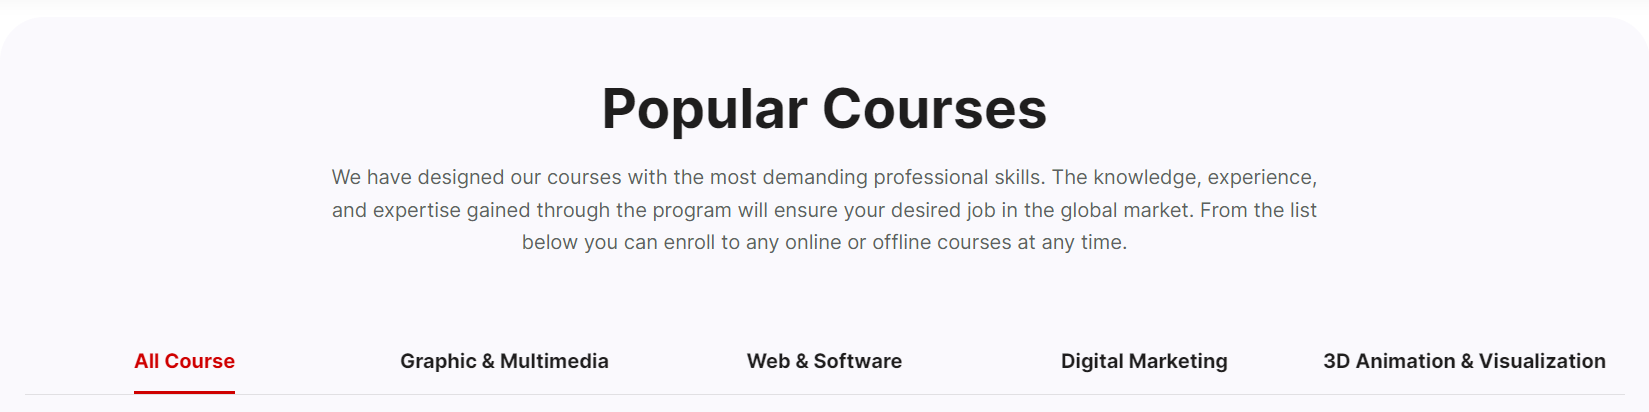 Popular Courses
We have designed our courses with the most demanding professional skills. The knowledge, experience,
and expertise gained through the program will ensure your desired job in the global market. From the list
below you can enroll to any online or offline courses at any time.
All Course
Graphic & Multimedia
Web & Software
Digital Marketing
3D Animation & Visualization